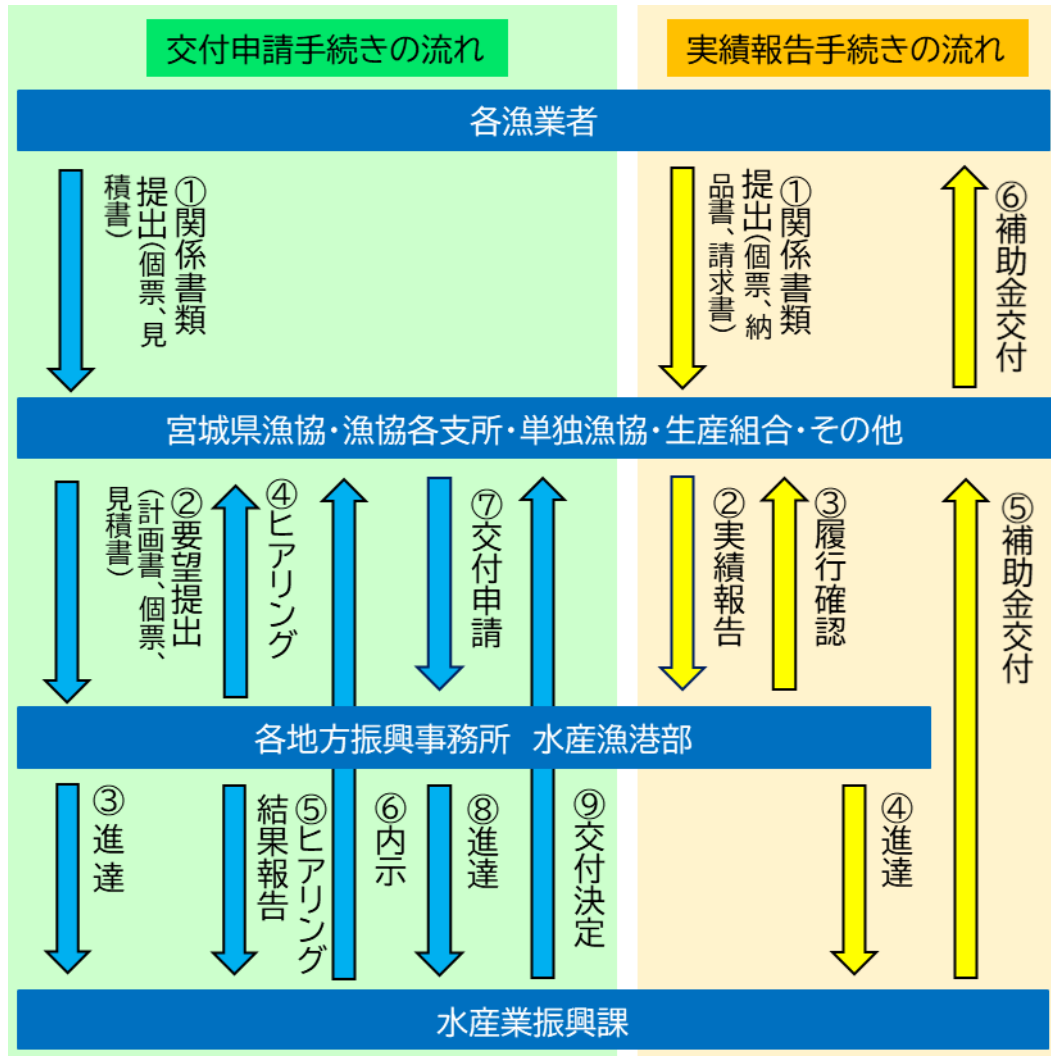 交付申請手続きの流れ
実績報告手続きの流れ
各漁業者
①関係書類
提出(個票、見
積書)
①関係書類
提出(個票、納
品書、請求書)
⑥補助金交付
宮城県漁協・漁協各支所・単独漁協・生産組合・その他
②要望提出
(計画書、個票、
見積書)
④ヒアリング
⑦交付申請
②実績報告
③履行確認
⑤補助金交付
各地方振興事務所 水産漁港部
③進達
⑤ヒアリング
結果報告
⑥内示
⑧進達
⑨交付決定
④進達
水産業振興課